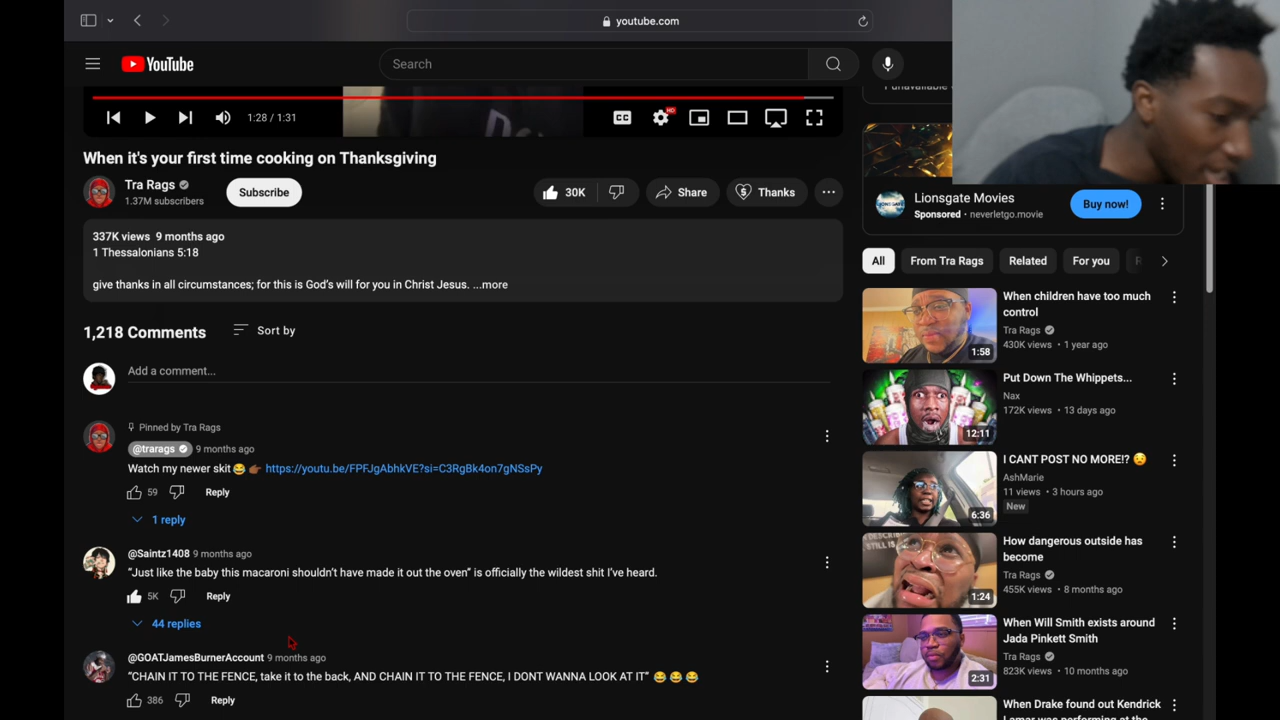 youtube.com
YouTube
Search
1:28 / 1:31
CC
HD
When it's your first time cooking on Thanksgiving
Tra Rags
1.37M subscribers
Subscribe
30K
Share
Thanks
337K views 9 months ago
1 Thessalonians 5:18
give thanks in all circumstances; for this is God's will for you in Christ Jesus. ...more
1,218 Comments
Sort by
Add a comment...
Pinned by Tra Rags
@trarags 9 months ago
Watch my newer skit😂 👉🏾 https://youtu.be/FPFJgAbhkVE?si=C3RgBk4on7gNSsPy
59
Reply
1 reply
@Saintz1408 9 months ago
“Just like the baby this macaroni shouldn’t have made it out the oven” is officially the wildest shit I’ve heard.
5K
Reply
44 replies
@GOATJamesBurnerAccount 9 months ago
“CHAIN IT TO THE FENCE, take it to the back, AND CHAIN IT TO THE FENCE, I DONT WANNA LOOK AT IT” 😂 😂 😂
386
Reply
Lionsgate Movies
Sponsored • neverletgo.movie
Buy now!
All
From Tra Rags
Related
For you
When children have too much
control
Tra Rags
430K views • 1 year ago
1:58
Put Down The Whippets...
Nax
172K views • 13 days ago
12:11
I CANT POST NO MORE!? 😟
AshMarie
11 views • 3 hours ago
New
6:36
How dangerous outside has
become
Tra Rags
455K views • 8 months ago
1:24
When Will Smith exists around
Jada Pinkett Smith
Tra Rags
823K views • 10 months ago
2:31
When Drake found out Kendrick